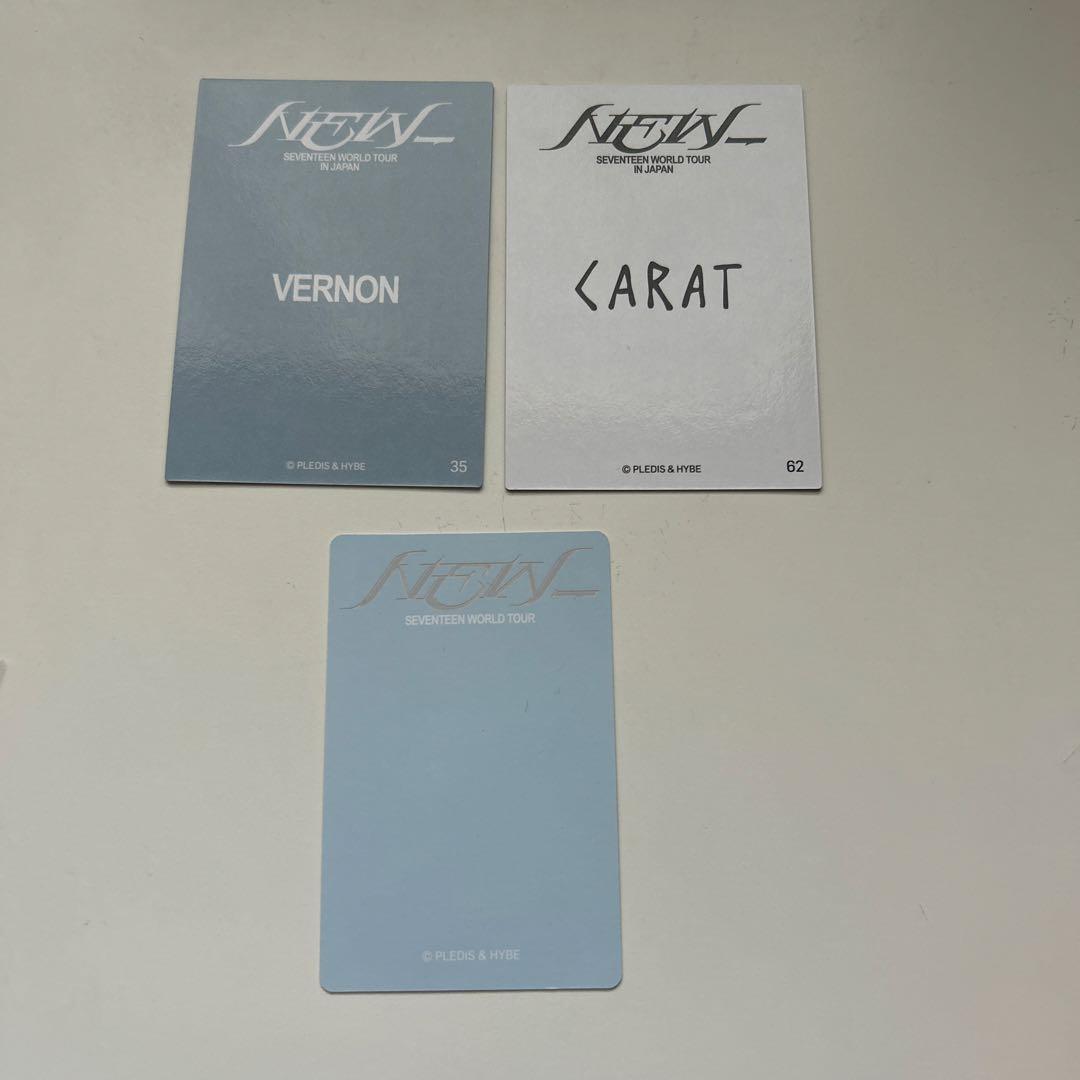 NEW_
SEVENTEEN WORLD TOUR
IN JAPAN
VERNON
© PLEDIS & HYBE
35
NEW_
SEVENTEEN WORLD TOUR
IN JAPAN
CARAT
© PLEDIS & HYBE
62
NEW_
SEVENTEEN WORLD TOUR
© PLEDIS & HYBE